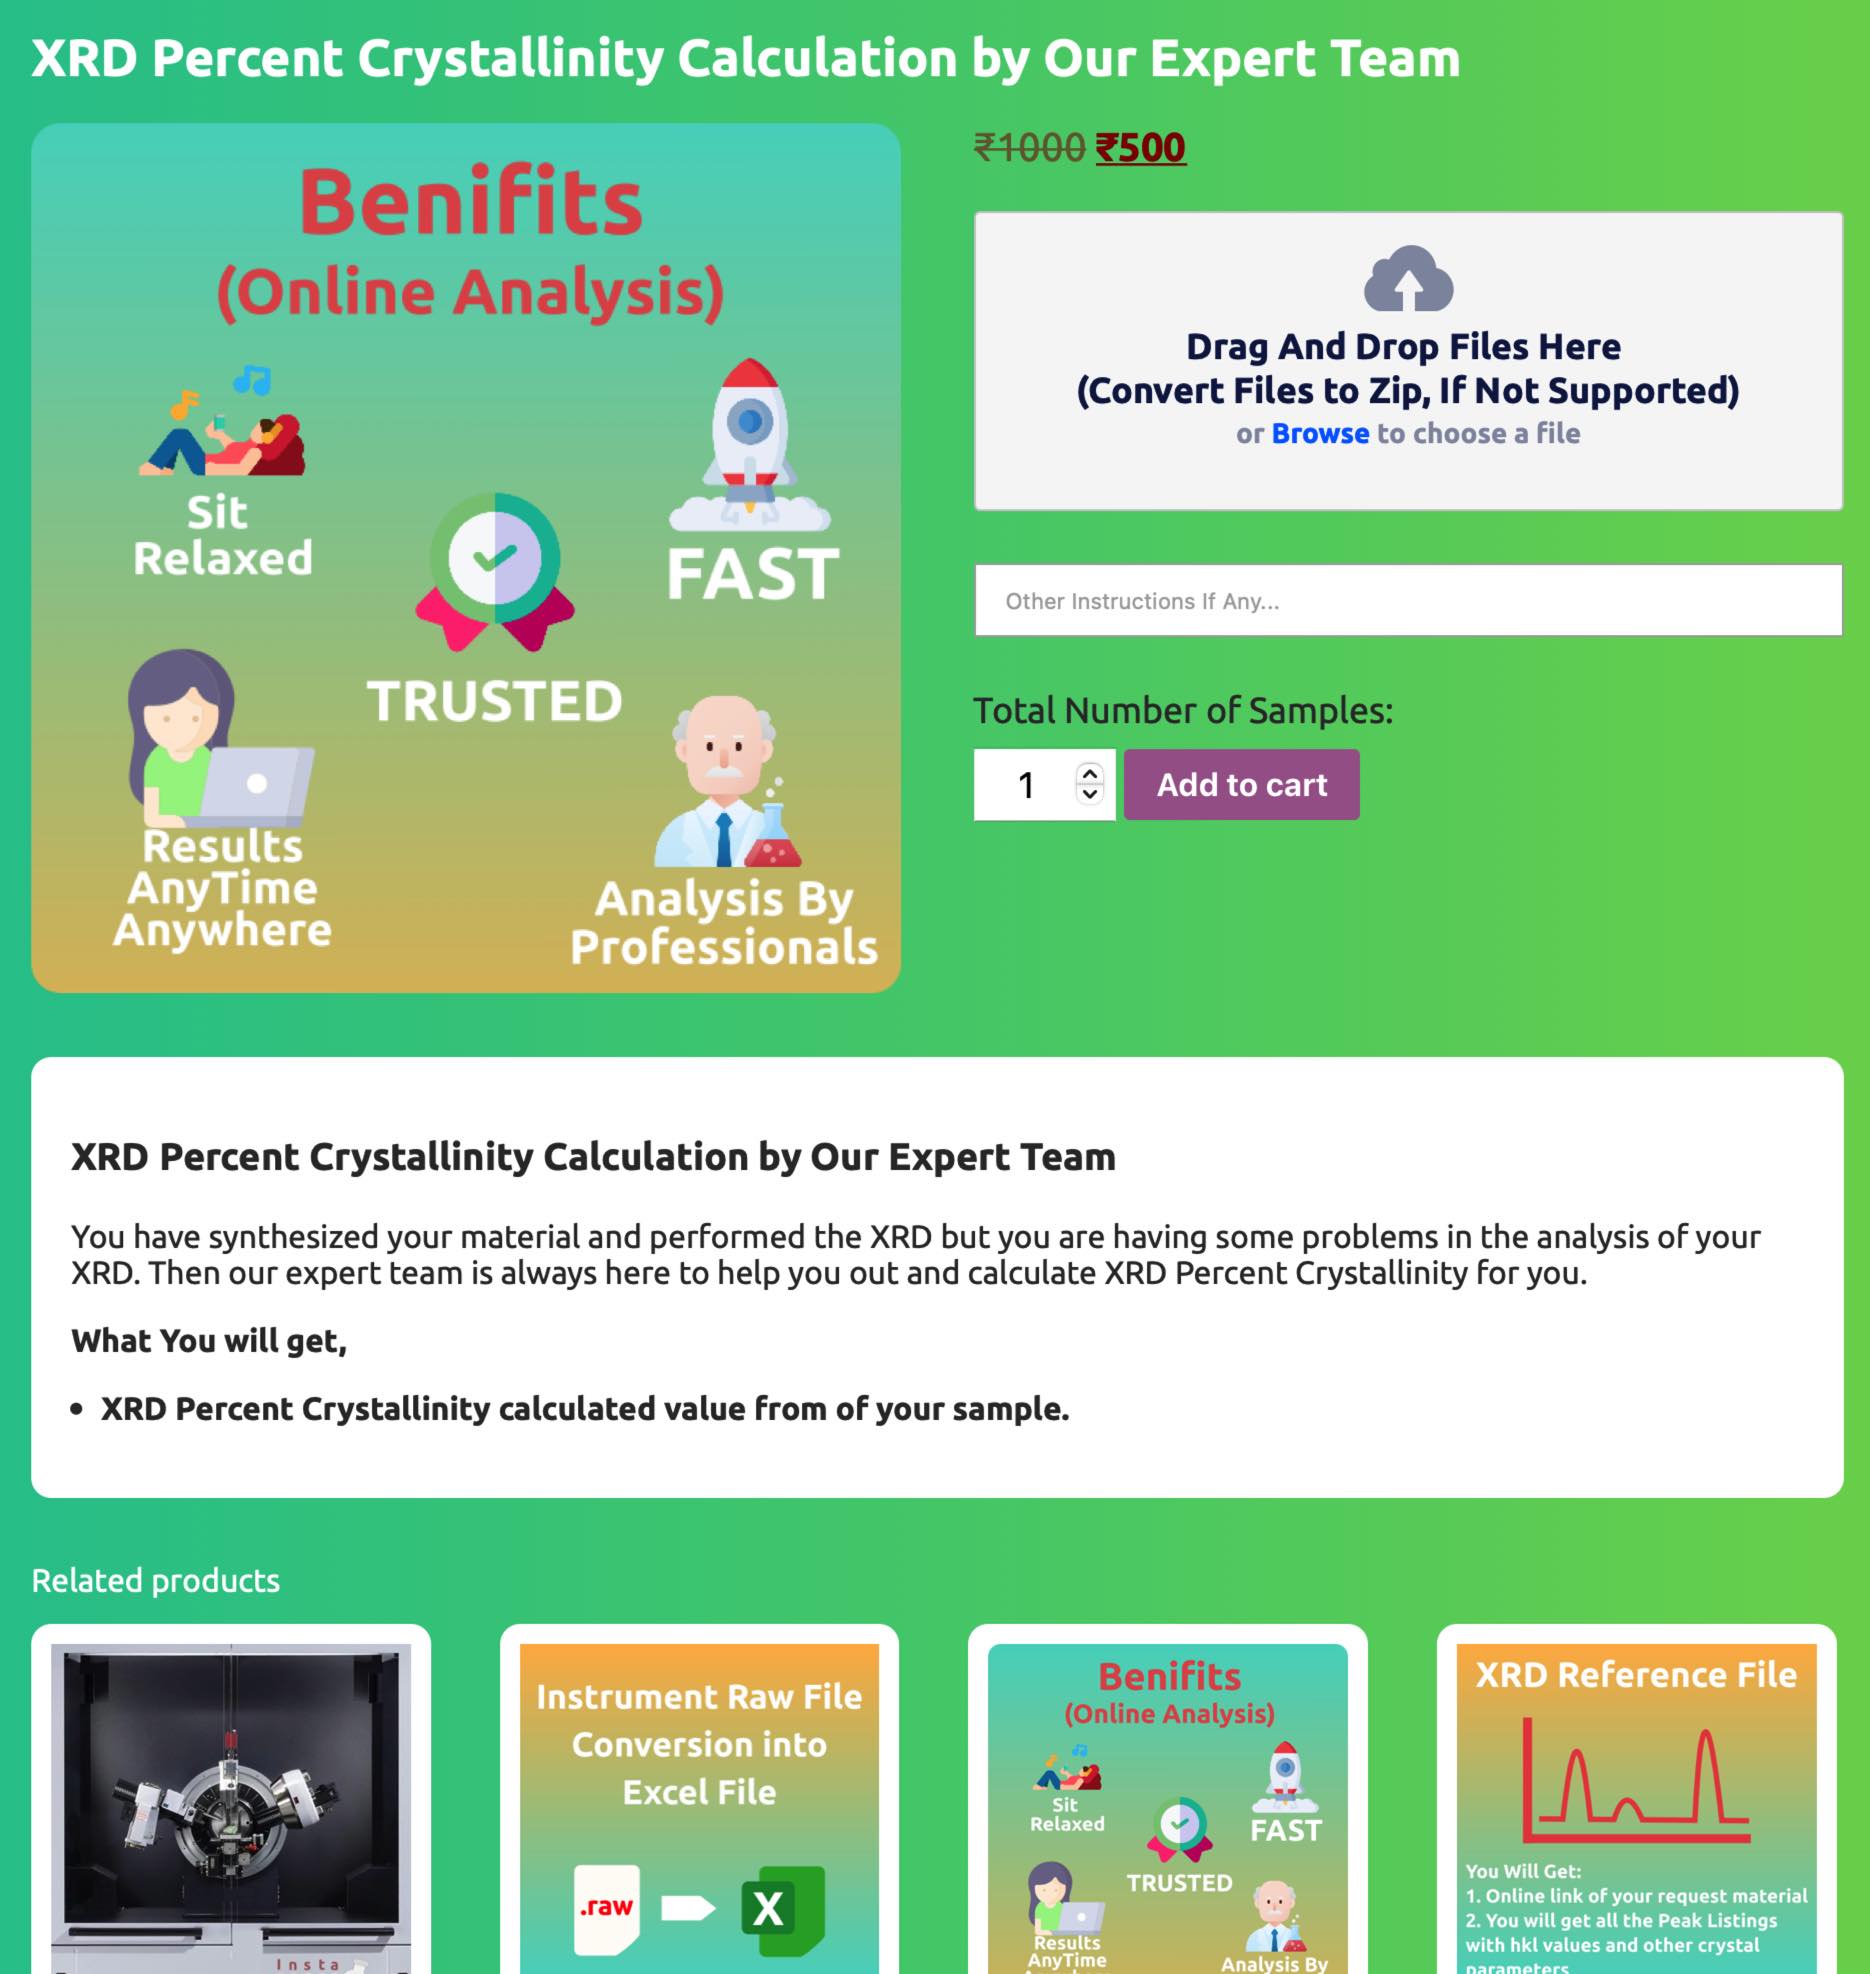 XRD Percent Crystallinity Calculation by Our Expert Team
Benifits
(Online Analysis)
Sit
Relaxed
FAST
TRUSTED
Results
AnyTime
Anywhere
Analysis By
Professionals
₹1000 ₹500
Drag And Drop Files Here
(Convert Files to Zip, If Not Supported)
or Browse to choose a file
Other Instructions If Any...
Total Number of Samples:
1
Add to cart
XRD Percent Crystallinity Calculation by Our Expert Team
You have synthesized your material and performed the XRD but you are having some problems in the analysis of your
XRD. Then our expert team is always here to help you out and calculate XRD Percent Crystallinity for you.
What You will get,
• XRD Percent Crystallinity calculated value from of your sample.
Related products
Insta
Instrument Raw File
Conversion into
Excel File
.raw
X
Benifits
(Online Analysis)
Sit
Relaxed
FAST
TRUSTED
Results
AnyTime
Analysis By
XRD Reference File
You Will Get:
1. Online link of your request material
2. You will get all the Peak Listings
with hkl values and other crystal
parameters